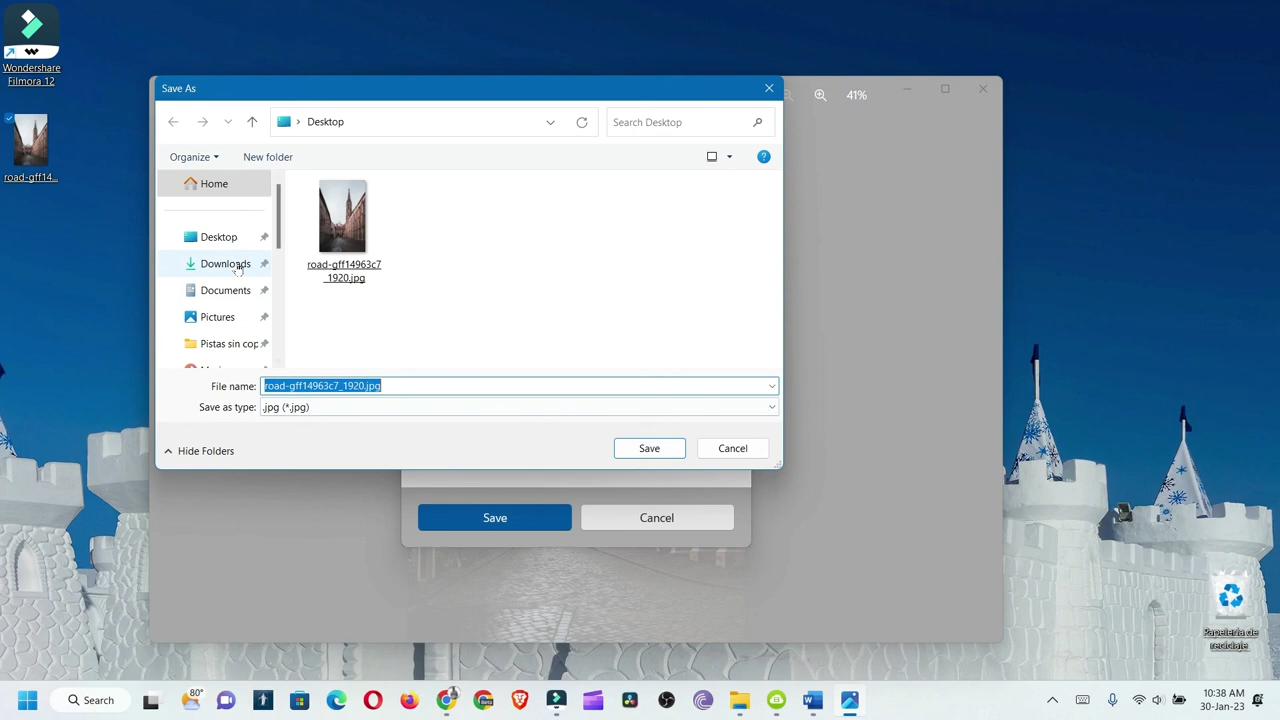 Wondershare
Filmora 12
road-gff14...
Save As
41%
Desktop
Search Desktop
Organize
New folder
Home
Desktop
Downloads
Documents
Pictures
Pistas sin cop
road-gff14963c7
_1920.jpg
File name:
road-gff14963c7_1920.jpg
Save as type:
.jpg (*.jpg)
Hide Folders
Save
Cancel
Save
Cancel
Papelería de
reciclaje
Search
80°
Beta
10:38 AM
30-Jan-23